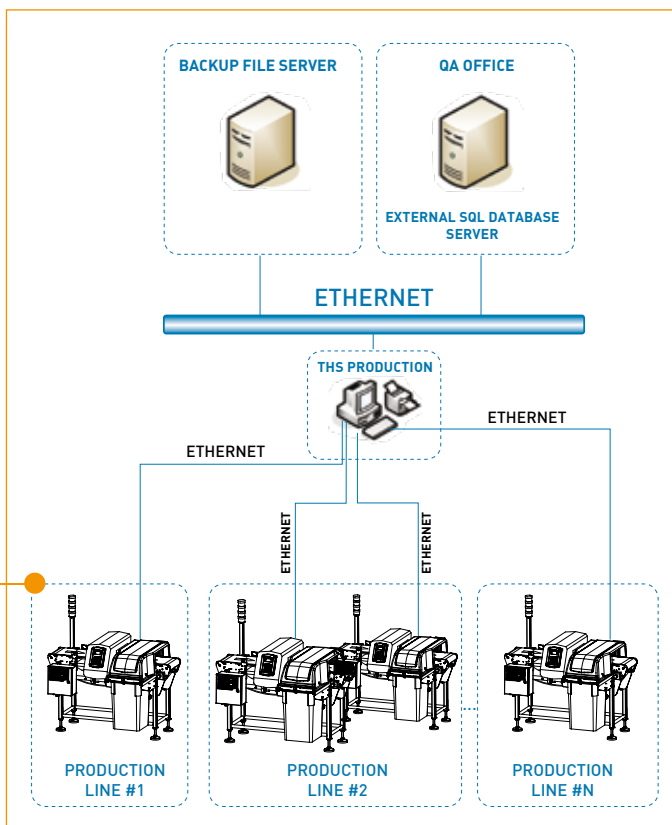 BACKUP FILE SERVER
QA OFFICE
EXTERNAL SQL DATABASE
SERVER
ETHERNET
THS PRODUCTION
ETHERNET
ETHERNET
ETHERNET
ETHERNET
PRODUCTION
LINE #1
PRODUCTION
LINE #2
PRODUCTION
LINE #N